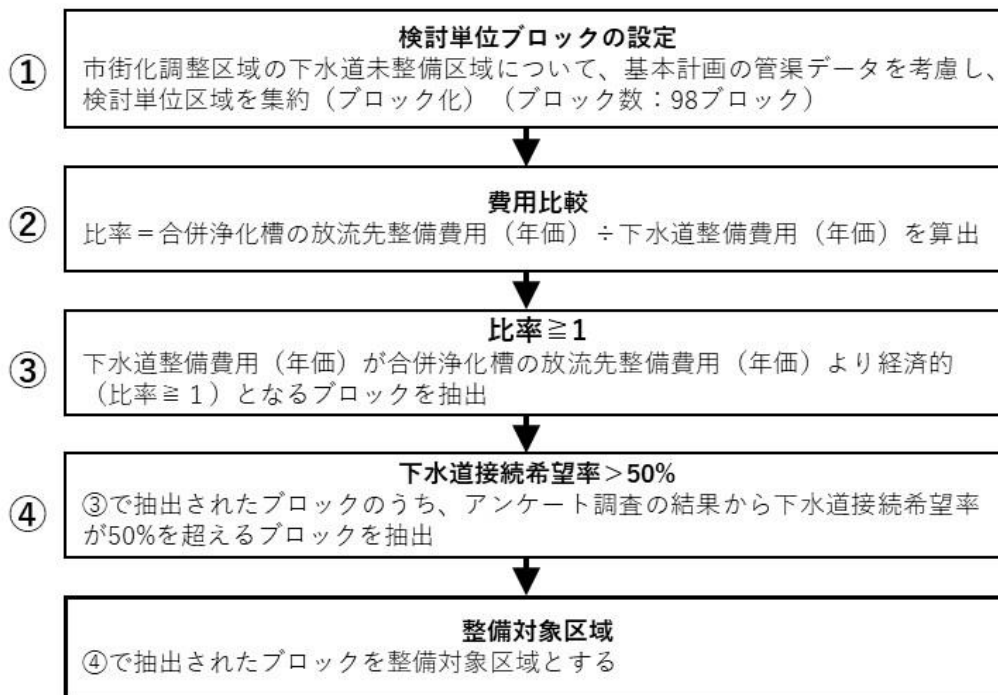 ①
検討単位ブロックの設定
市街化調整区域の下水道未整備区域について、基本計画の管渠データを考慮し、
検討単位区域を集約（ブロック化）（ブロック数：98ブロック）
②
費用比較
比率＝合併浄化槽の放流先整備費用（年価）÷下水道整備費用（年価）を算出
③
比率≧1
下水道整備費用（年価）が合併浄化槽の放流先整備費用（年価）より経済的
（比率≧１）となるブロックを抽出
④
下水道接続希望率＞50%
③で抽出されたブロックのうち、アンケート調査の結果から下水道接続希望率
が50%を超えるブロックを抽出
整備対象区域
④で抽出されたブロックを整備対象区域とする